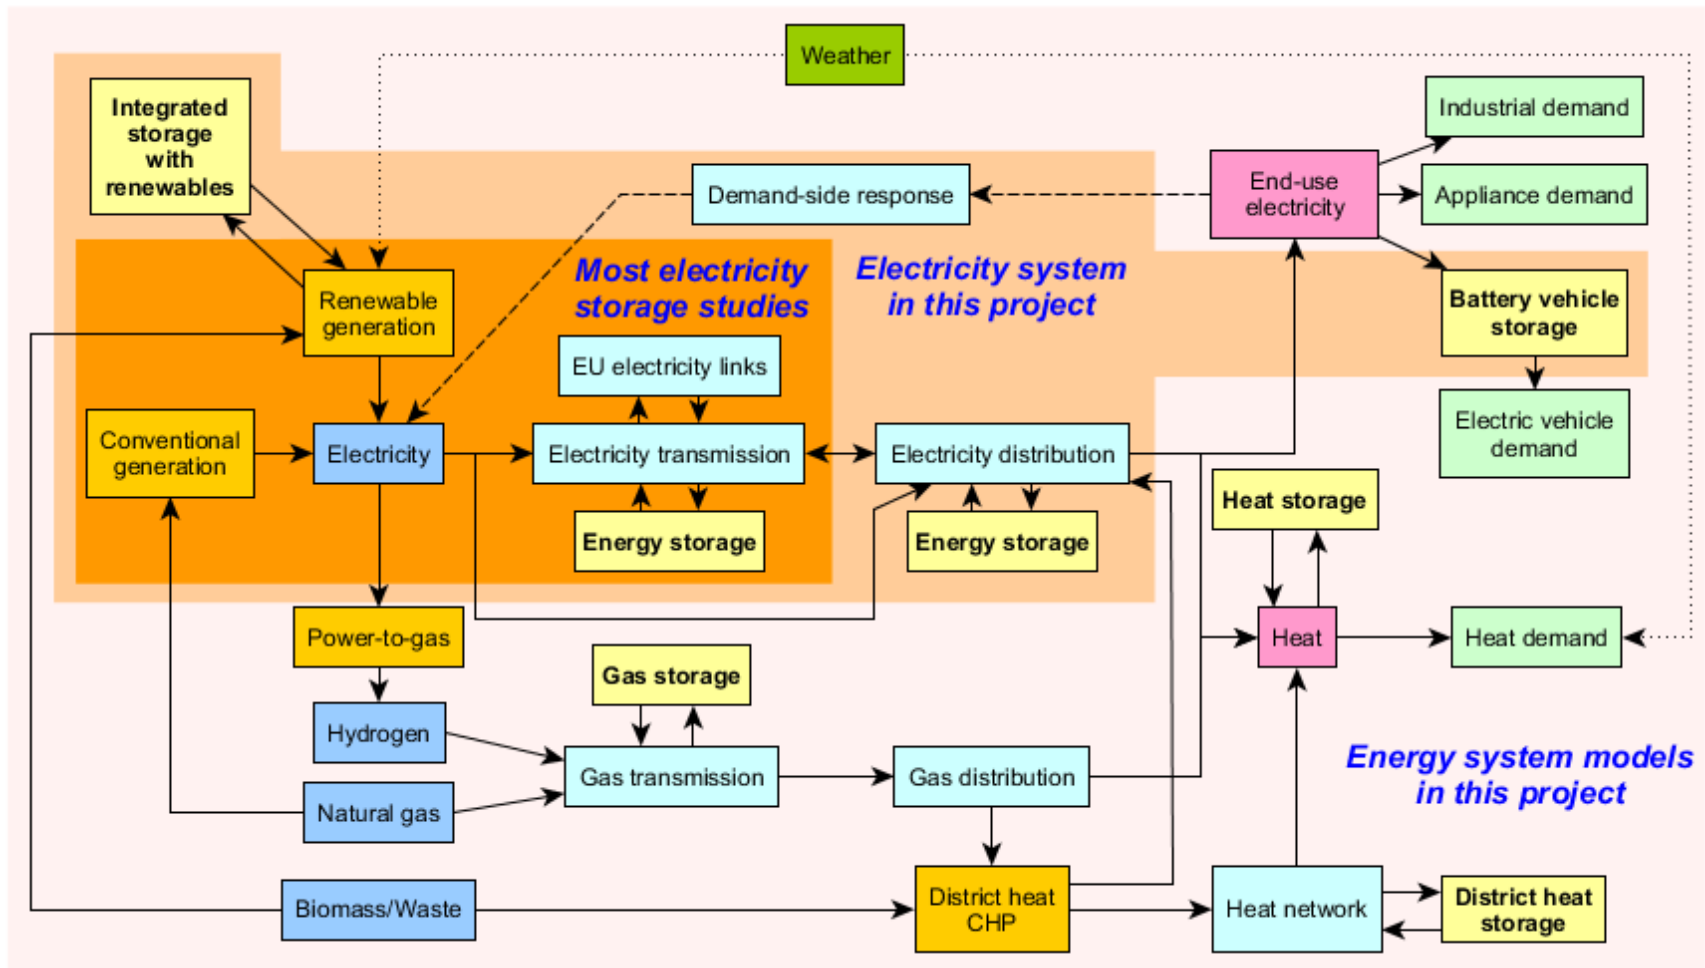 Weather
Integrated
storage
with
renewables
Industrial demand
Demand-side response
End-use
electricity
Appliance demand
Most electricity
storage studies
Electricity system
in this project
Renewable
generation
Battery vehicle
storage
EU electricity links
Conventional
generation
Electricity
Electricity transmission
Electricity distribution
Electric vehicle
demand
Heat storage
Energy storage
Energy storage
Power-to-gas
Heat
Heat demand
Gas storage
Hydrogen
Gas transmission
Gas distribution
Energy system models
in this project
Natural gas
Biomass/Waste
District heat
CHP
Heat network
District heat
storage